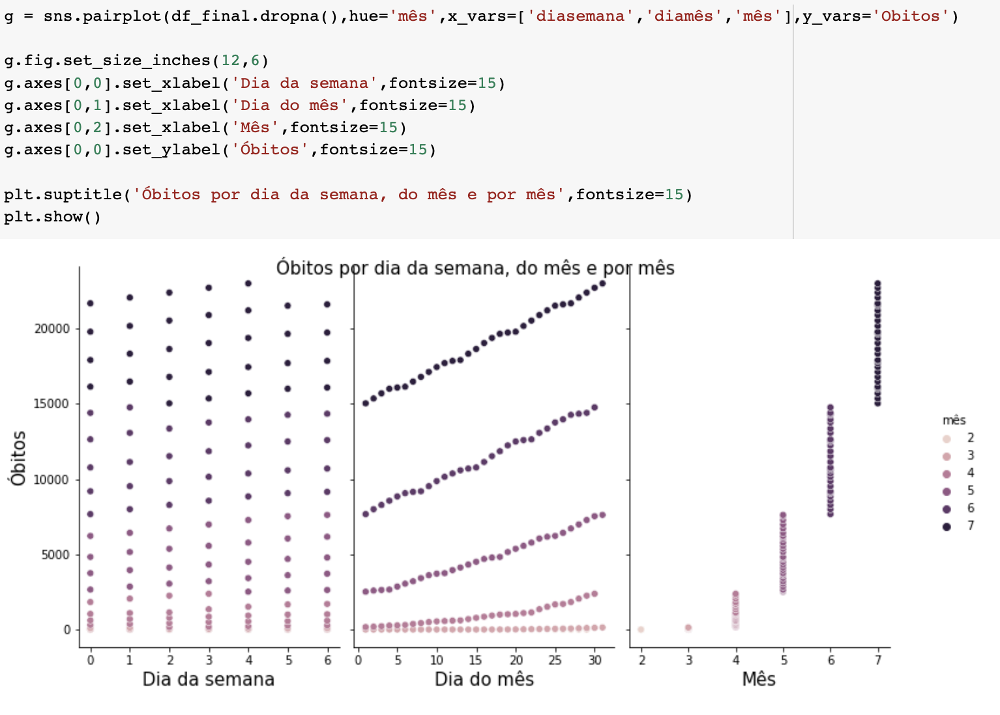 g = sns.pairplot(df_final.dropna(),hue='mês',x_vars=['diasemana','diamês','mês'],y_vars='Obitos')
g.fig.set_size_inches(12,6)
g.axes[0,0].set_xlabel('Dia da semana',fontsize=15)
g.axes[0,1].set_xlabel('Dia do mês',fontsize=15)
g.axes[0,2].set_xlabel('Mês',fontsize=15)
g.axes[0,0].set_ylabel('Óbitos',fontsize=15)
plt.suptitle('Óbitos por dia da semana, do mês e por mês',fontsize=15)
plt.show()
Óbitos por dia da semana, do mês e por mês
Óbitos
20000
15000
10000
5000
0
0 1 2 3 4 5 6
Dia da semana
0 5 10 15 20 25 30
Dia do mês
2 3 4 5 6 7
Mês
mês
2
3
4
5
6
7